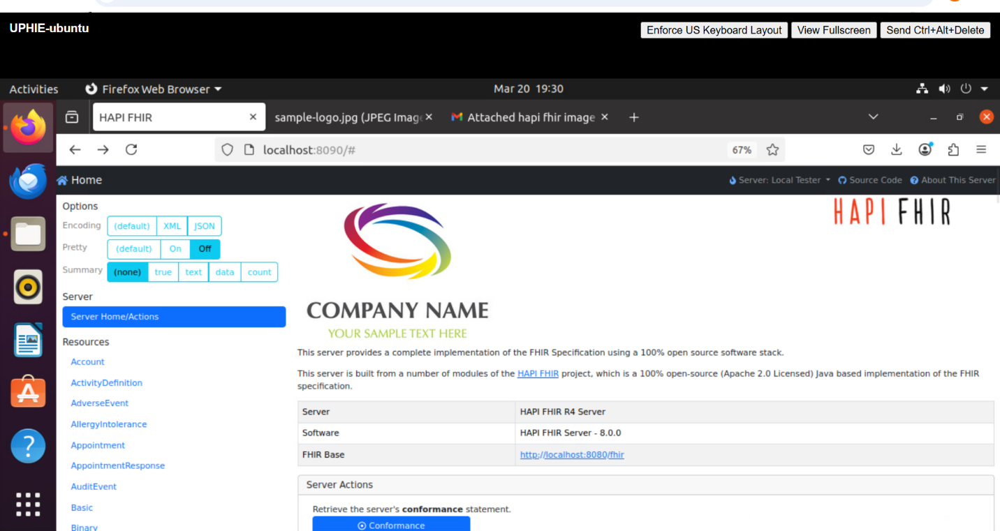 UPHIE-ubuntu
Enforce US Keyboard Layout View Fullscreen Send Ctrl+Alt+Delete
Activities Firefox Web Browser Mar 20 19:30
HAPI FHIR sample-logo.jpg (JPEG Image Attached hapi fhir image
localhost:8090/# 67%
Home Server: Local Tester Source Code About This Server
Options
Encoding (default) XML JSON
Pretty (default) On Off
Summary (none) true text data count
Server
Server Home/Actions
Resources
Account
ActivityDefinition
AdverseEvent
AllergyIntolerance
Appointment
AppointmentResponse
AuditEvent
Basic
Binary
HAPI FHIR
COMPANY NAME
YOUR SAMPLE TEXT HERE
This server provides a complete implementation of the FHIR Specification using a 100% open source software stack.
This server is built from a number of modules of the HAPI FHIR project, which is a 100% open-source (Apache 2.0 Licensed) Java based implementation of the FHIR
specification.
Server HAPI FHIR R4 Server
Software HAPI FHIR Server - 8.0.0
FHIR Base http://localhost:8080/fhir
Server Actions
Retrieve the server's conformance statement.
Conformance